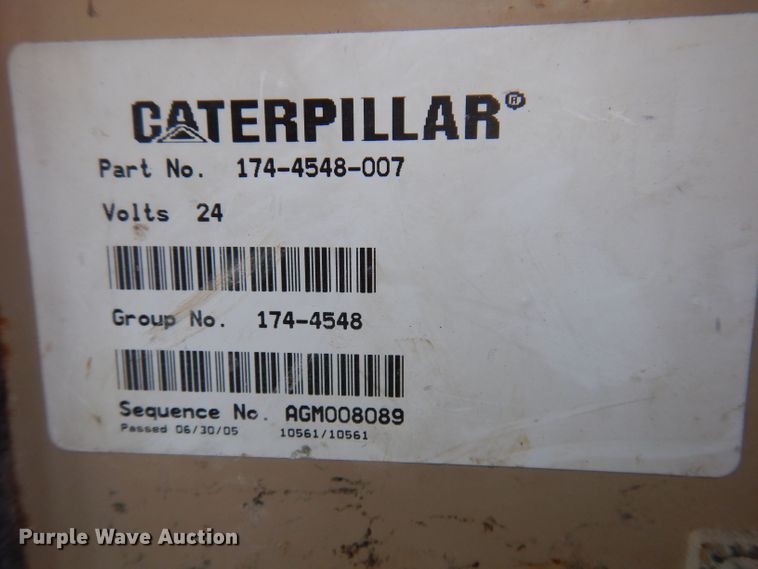 CATERPILLAR®
Part No. 174-4548-007
Volts 24
Group No. 174-4548
Sequence No. AGM008089
Passed 06/30/05 10561/10561
Purple Wave Auction